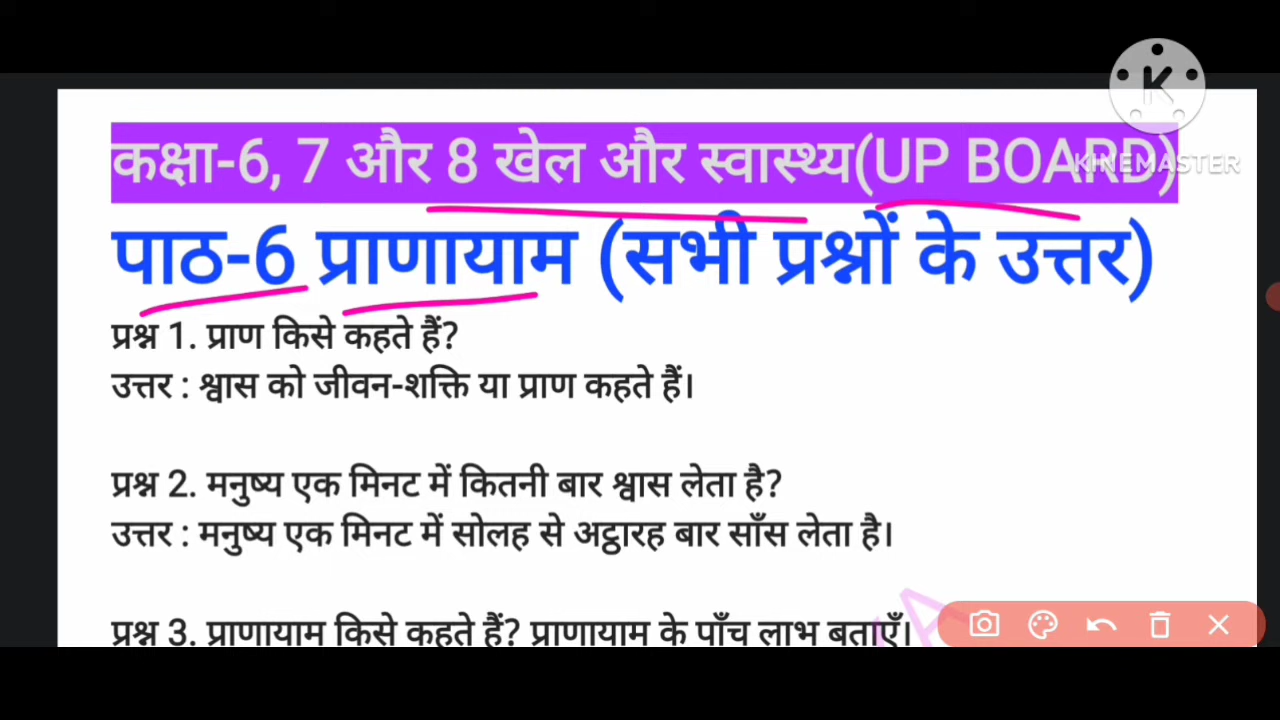 कक्षा-6, 7 और 8 खेल और स्वास्थ्य(UP BOARD)
KINEMASTER
पाठ-6 प्राणायाम (सभी प्रश्नों के उत्तर)
प्रश्न 1. प्राण किसे कहते हैं?
उत्तर : श्वास को जीवन-शक्ति या प्राण कहते हैं।
प्रश्न 2. मनुष्य एक मिनट में कितनी बार श्वास लेता है?
उत्तर : मनुष्य एक मिनट में सोलह से अट्ठारह बार साँस लेता है।
प्रश्न 3. प्राणायाम किसे कहते हैं? प्राणायाम के पाँच लाभ बताएँ।